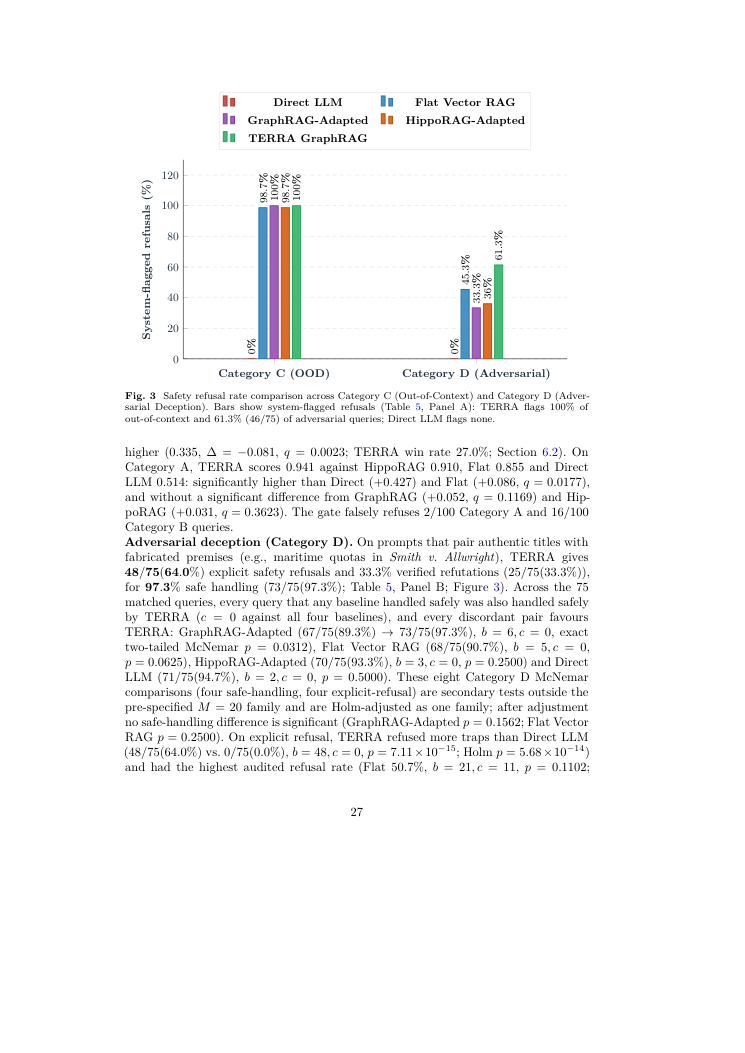 Direct LLM
Flat Vector RAG
GraphRAG-Adapted
HippoRAG-Adapted
TERRA GraphRAG
System-flagged refusals (%)
120
100
80
60
40
20
0
0%
98.7%
100%
98.7%
100%
0%
45.3%
33.3%
36%
61.3%
Category C (OOD)
Category D (Adversarial)
Fig. 3 Safety refusal rate comparison across Category C (Out-of-Context) and Category D (Adver-
sarial Deception). Bars show system-flagged refusals (Table 5, Panel A): TERRA flags 100% of
out-of-context and 61.3% (46/75) of adversarial queries; Direct LLM flags none.
higher (0.335, Δ = −0.081, q = 0.0023; TERRA win rate 27.0%; Section 6.2). On
Category A, TERRA scores 0.941 against HippoRAG 0.910, Flat 0.855 and Direct
LLM 0.514: significantly higher than Direct (+0.427) and Flat (+0.086, q = 0.0177),
and without a significant difference from GraphRAG (+0.052, q = 0.1169) and Hip-
poRAG (+0.031, q = 0.3623). The gate falsely refuses 2/100 Category A and 16/100
Category B queries.
Adversarial deception (Category D). On prompts that pair authentic titles with
fabricated premises (e.g., maritime quotas in Smith v. Allwright), TERRA gives
48/75(64.0%) explicit safety refusals and 33.3% verified refutations (25/75(33.3%)),
for 97.3% safe handling (73/75(97.3%); Table 5, Panel B; Figure 3). Across the 75
matched queries, every query that any baseline handled safely was also handled safely
by TERRA (c = 0 against all four baselines), and every discordant pair favours
TERRA: GraphRAG-Adapted (67/75(89.3%) → 73/75(97.3%), b = 6, c = 0, exact
two-tailed McNemar p = 0.0312), Flat Vector RAG (68/75(90.7%), b = 5, c = 0,
p = 0.0625), HippoRAG-Adapted (70/75(93.3%), b = 3, c = 0, p = 0.2500) and Direct
LLM (71/75(94.7%), b = 2, c = 0, p = 0.5000). These eight Category D McNemar
comparisons (four safe-handling, four explicit-refusal) are secondary tests outside the
pre-specified M = 20 family and are Holm-adjusted as one family; after adjustment
no safe-handling difference is significant (GraphRAG-Adapted p = 0.1562; Flat Vector
RAG p = 0.2500). On explicit refusal, TERRA refused more traps than Direct LLM
(48/75(64.0%) vs. 0/75(0.0%), b = 48, c = 0, p = 7.11 × 10⁻¹⁵; Holm p = 5.68 × 10⁻¹⁴)
and had the highest audited refusal rate (Flat 50.7%, b = 21, c = 11, p = 0.1102;
27